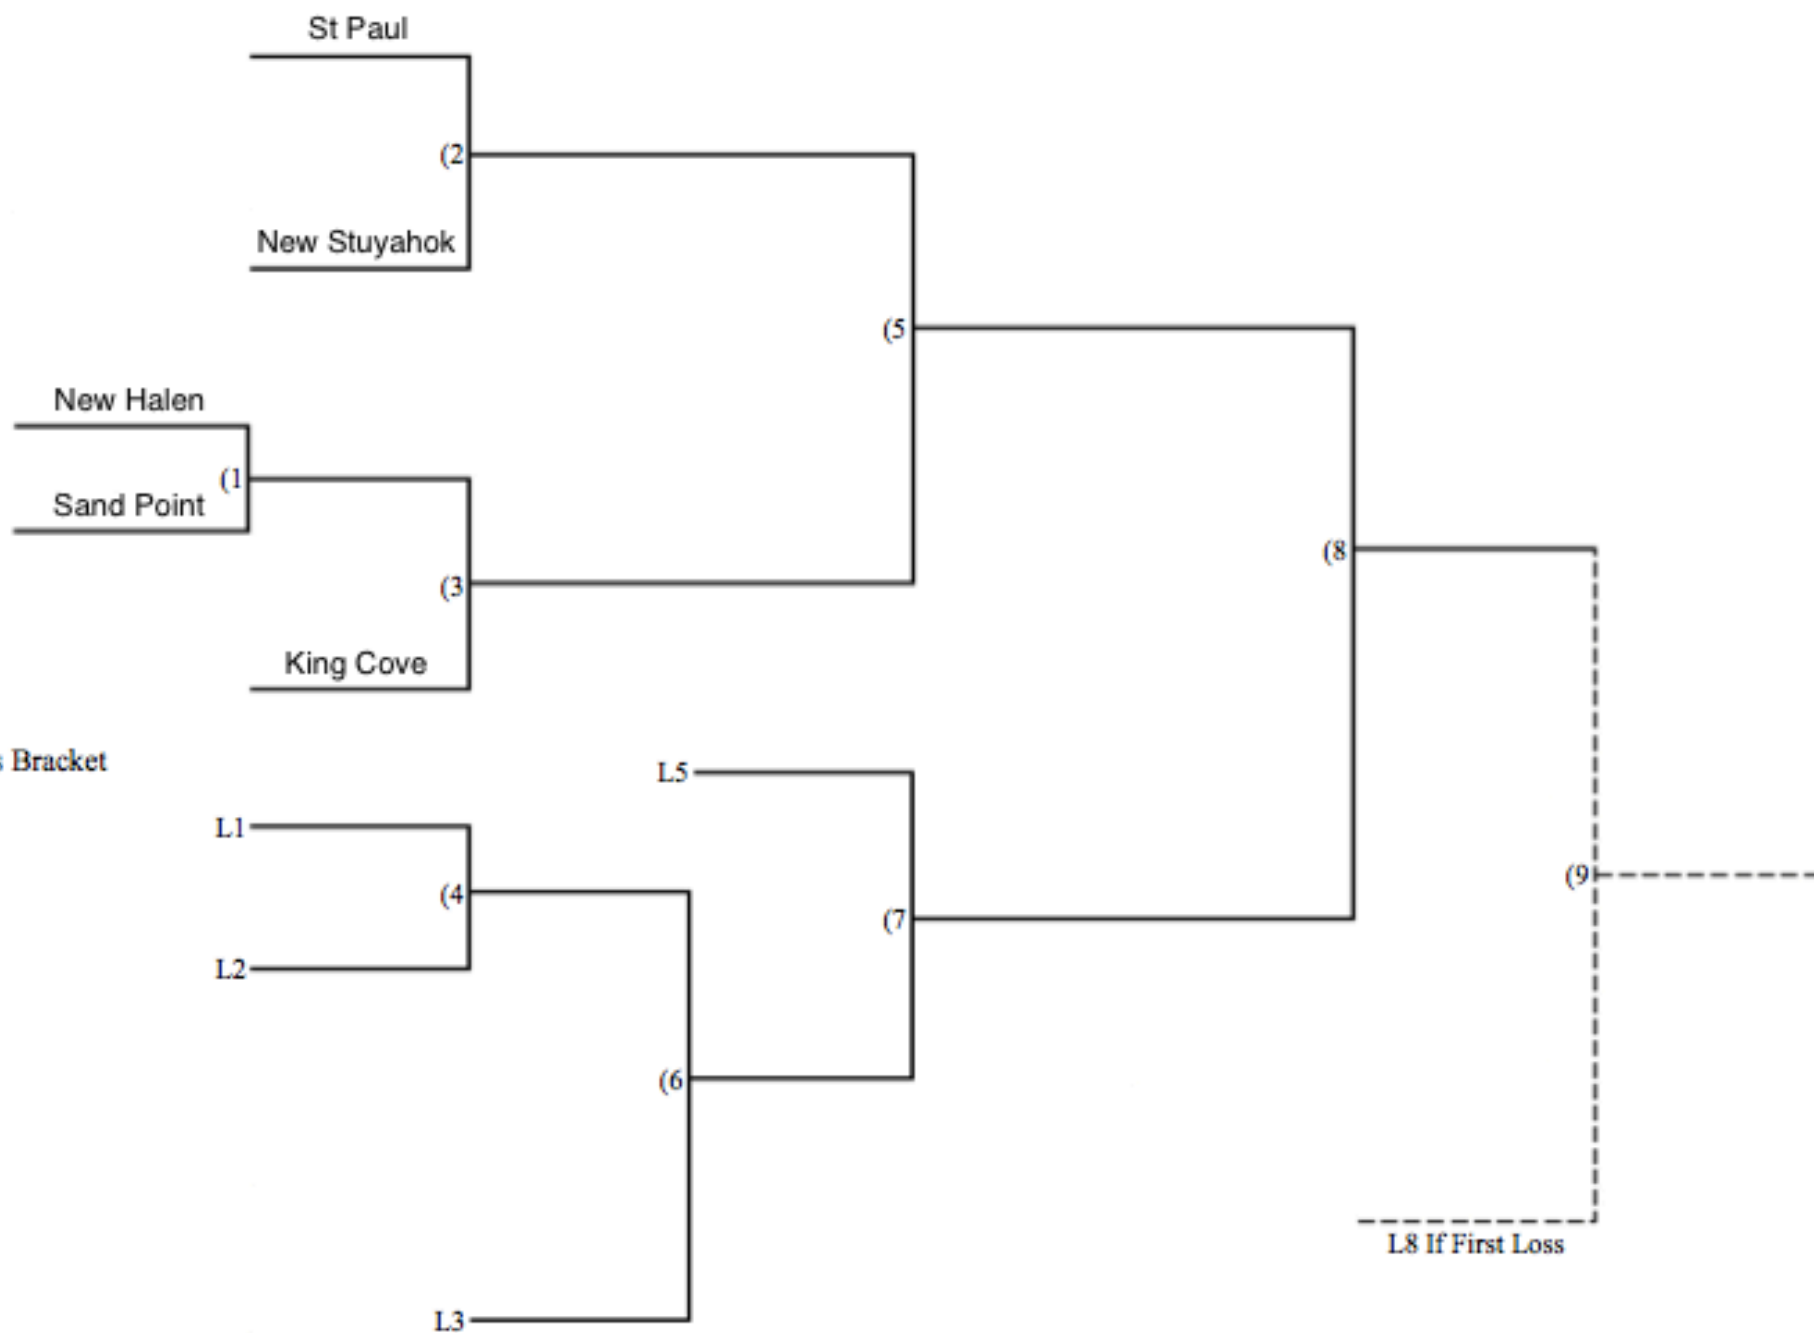 St Paul
(2
New Stuyahok
(5
New Halen
(1
Sand Point
(8
(3
King Cove
s Bracket
L5
L1
(9
(4
(7
L2
(6
L8 If First Loss
L3